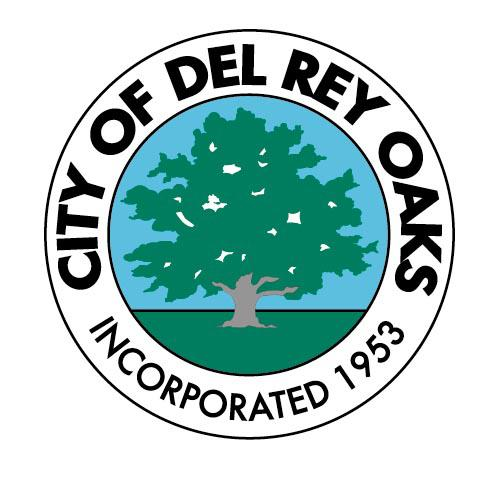 CITY OF DEL REY OAKS
INCORPORATED 1953